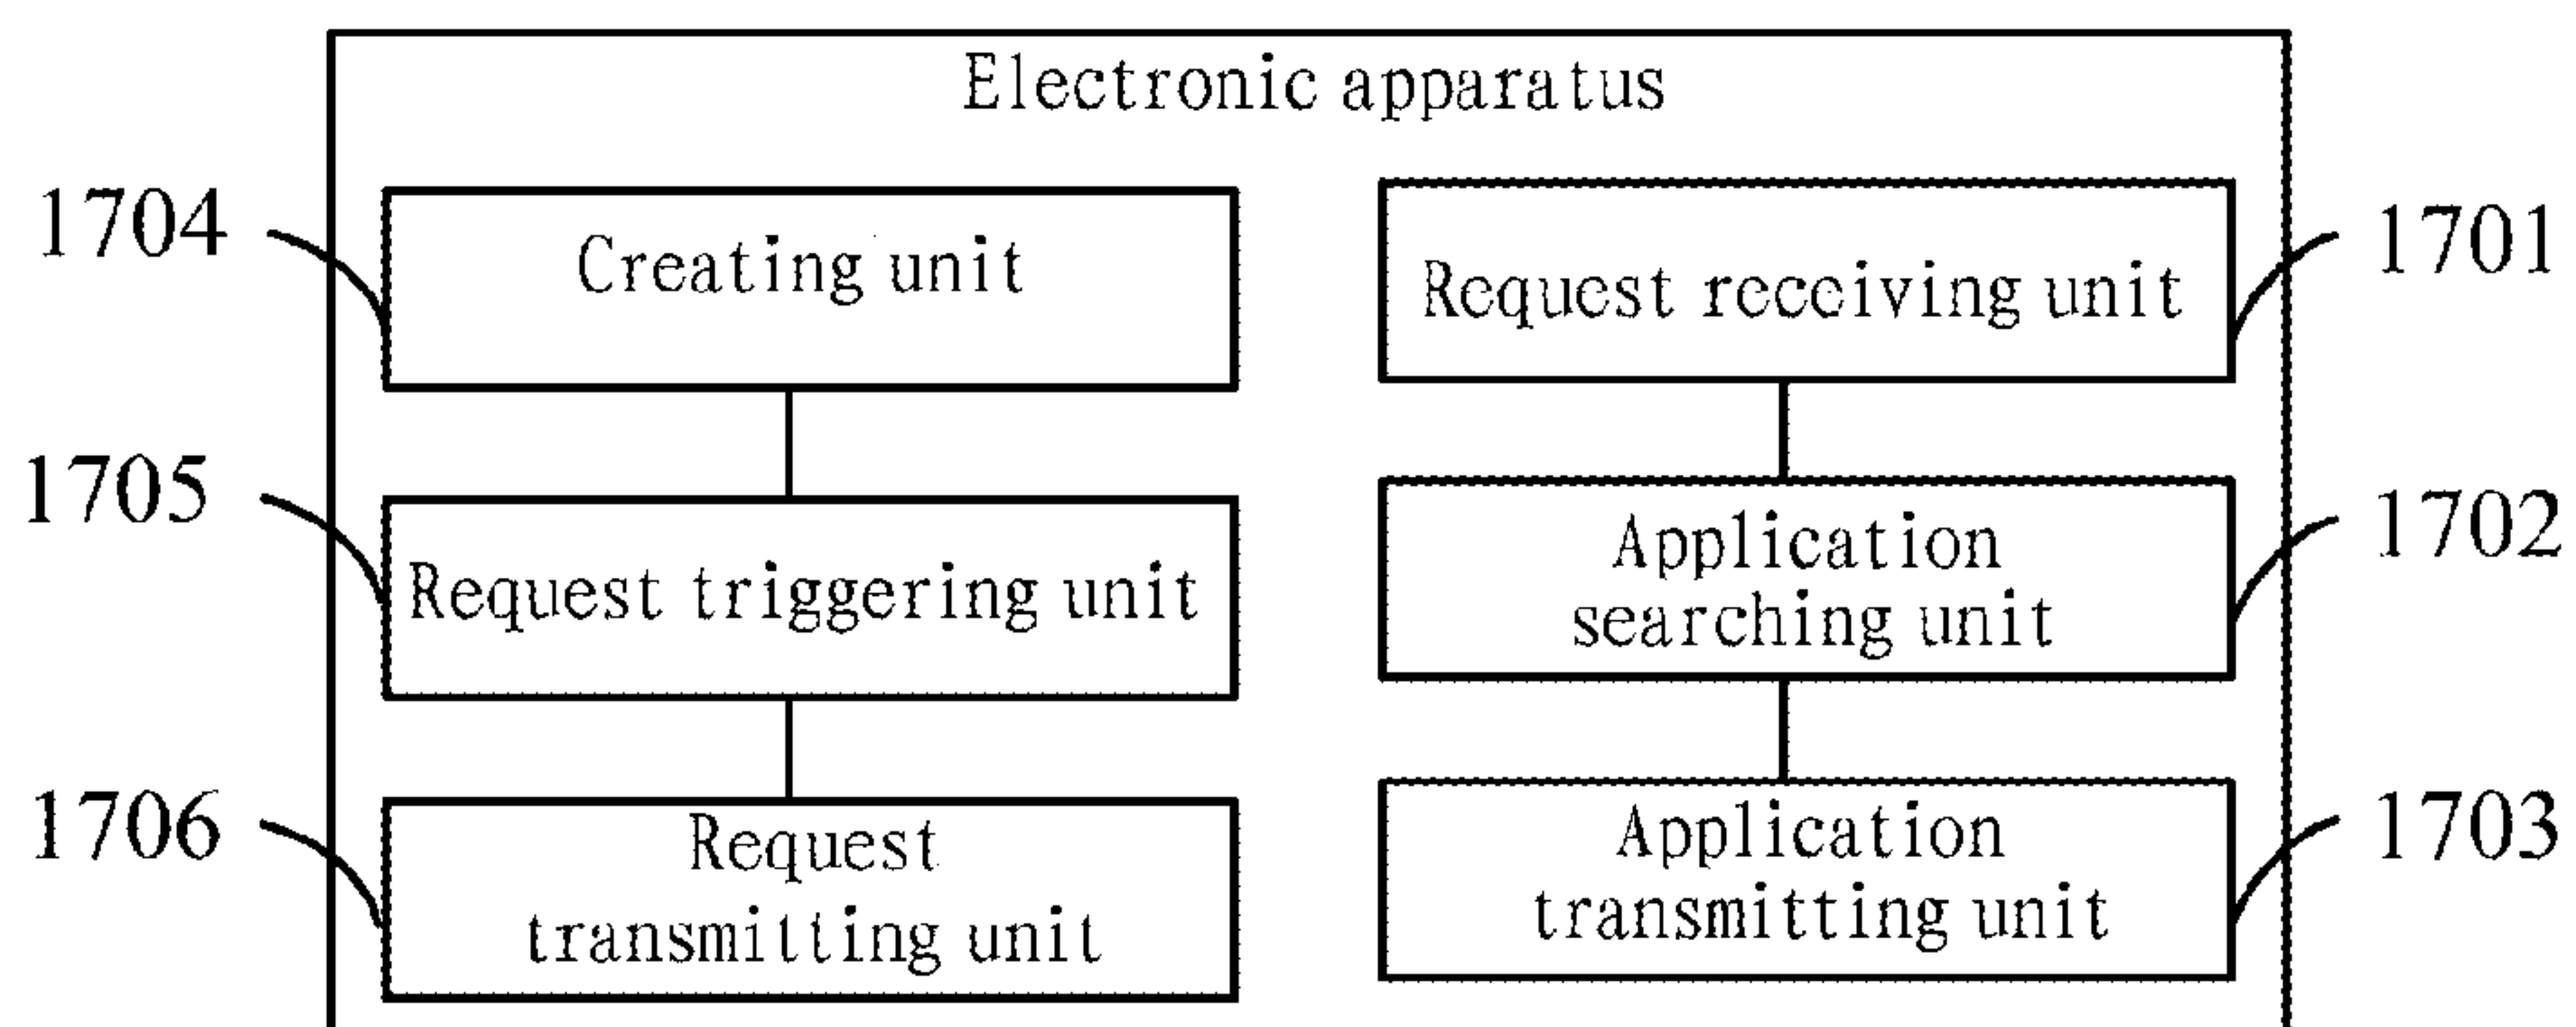 Electronic apparatus
1704
Creating unit
Request receiving unit
1701
1705
Request triggering unit
Application
searching unit
1702
1706
Request
transmitting unit
Application
transmitting unit
1703